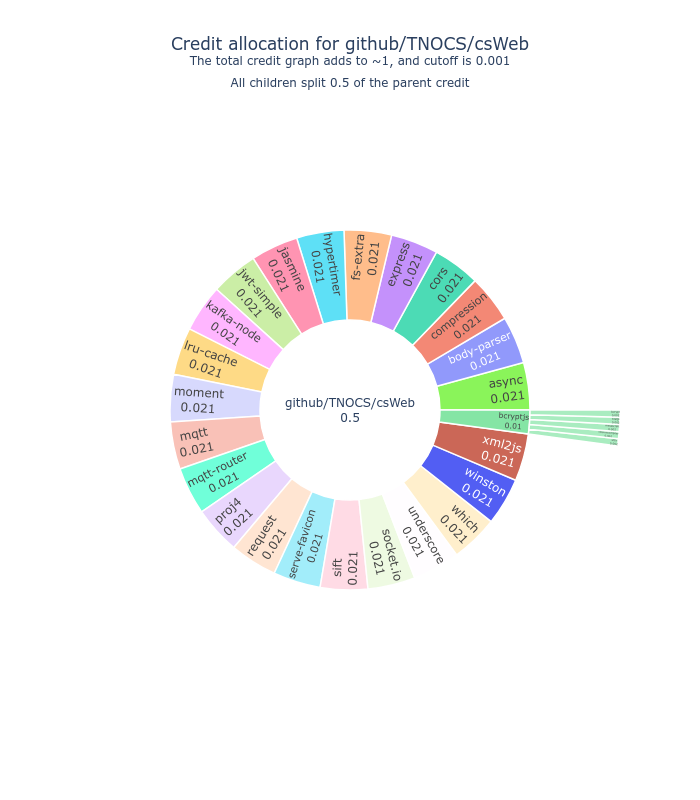 Credit allocation for github/TNOCS/csWeb
The total credit graph adds to ~1, and cutoff is 0.001
All children split 0.5 of the parent credit
github/TNOCS/csWeb
0.5
async
0.021
body-parser
0.021
compression
0.021
cors
0.021
express
0.021
fs-extra
0.021
hypertimer
0.021
jasmine
0.021
jwt-simple
0.021
kafka-node
0.021
lru-cache
0.021
moment
0.021
mqtt
0.021
mqtt-router
0.021
proj4
0.021
request
0.021
serve-favicon
0.021
sift
0.021
socket.io
0.021
underscore
0.021
which
0.021
winston
0.021
xml2js
0.021
bcryptjs
0.01